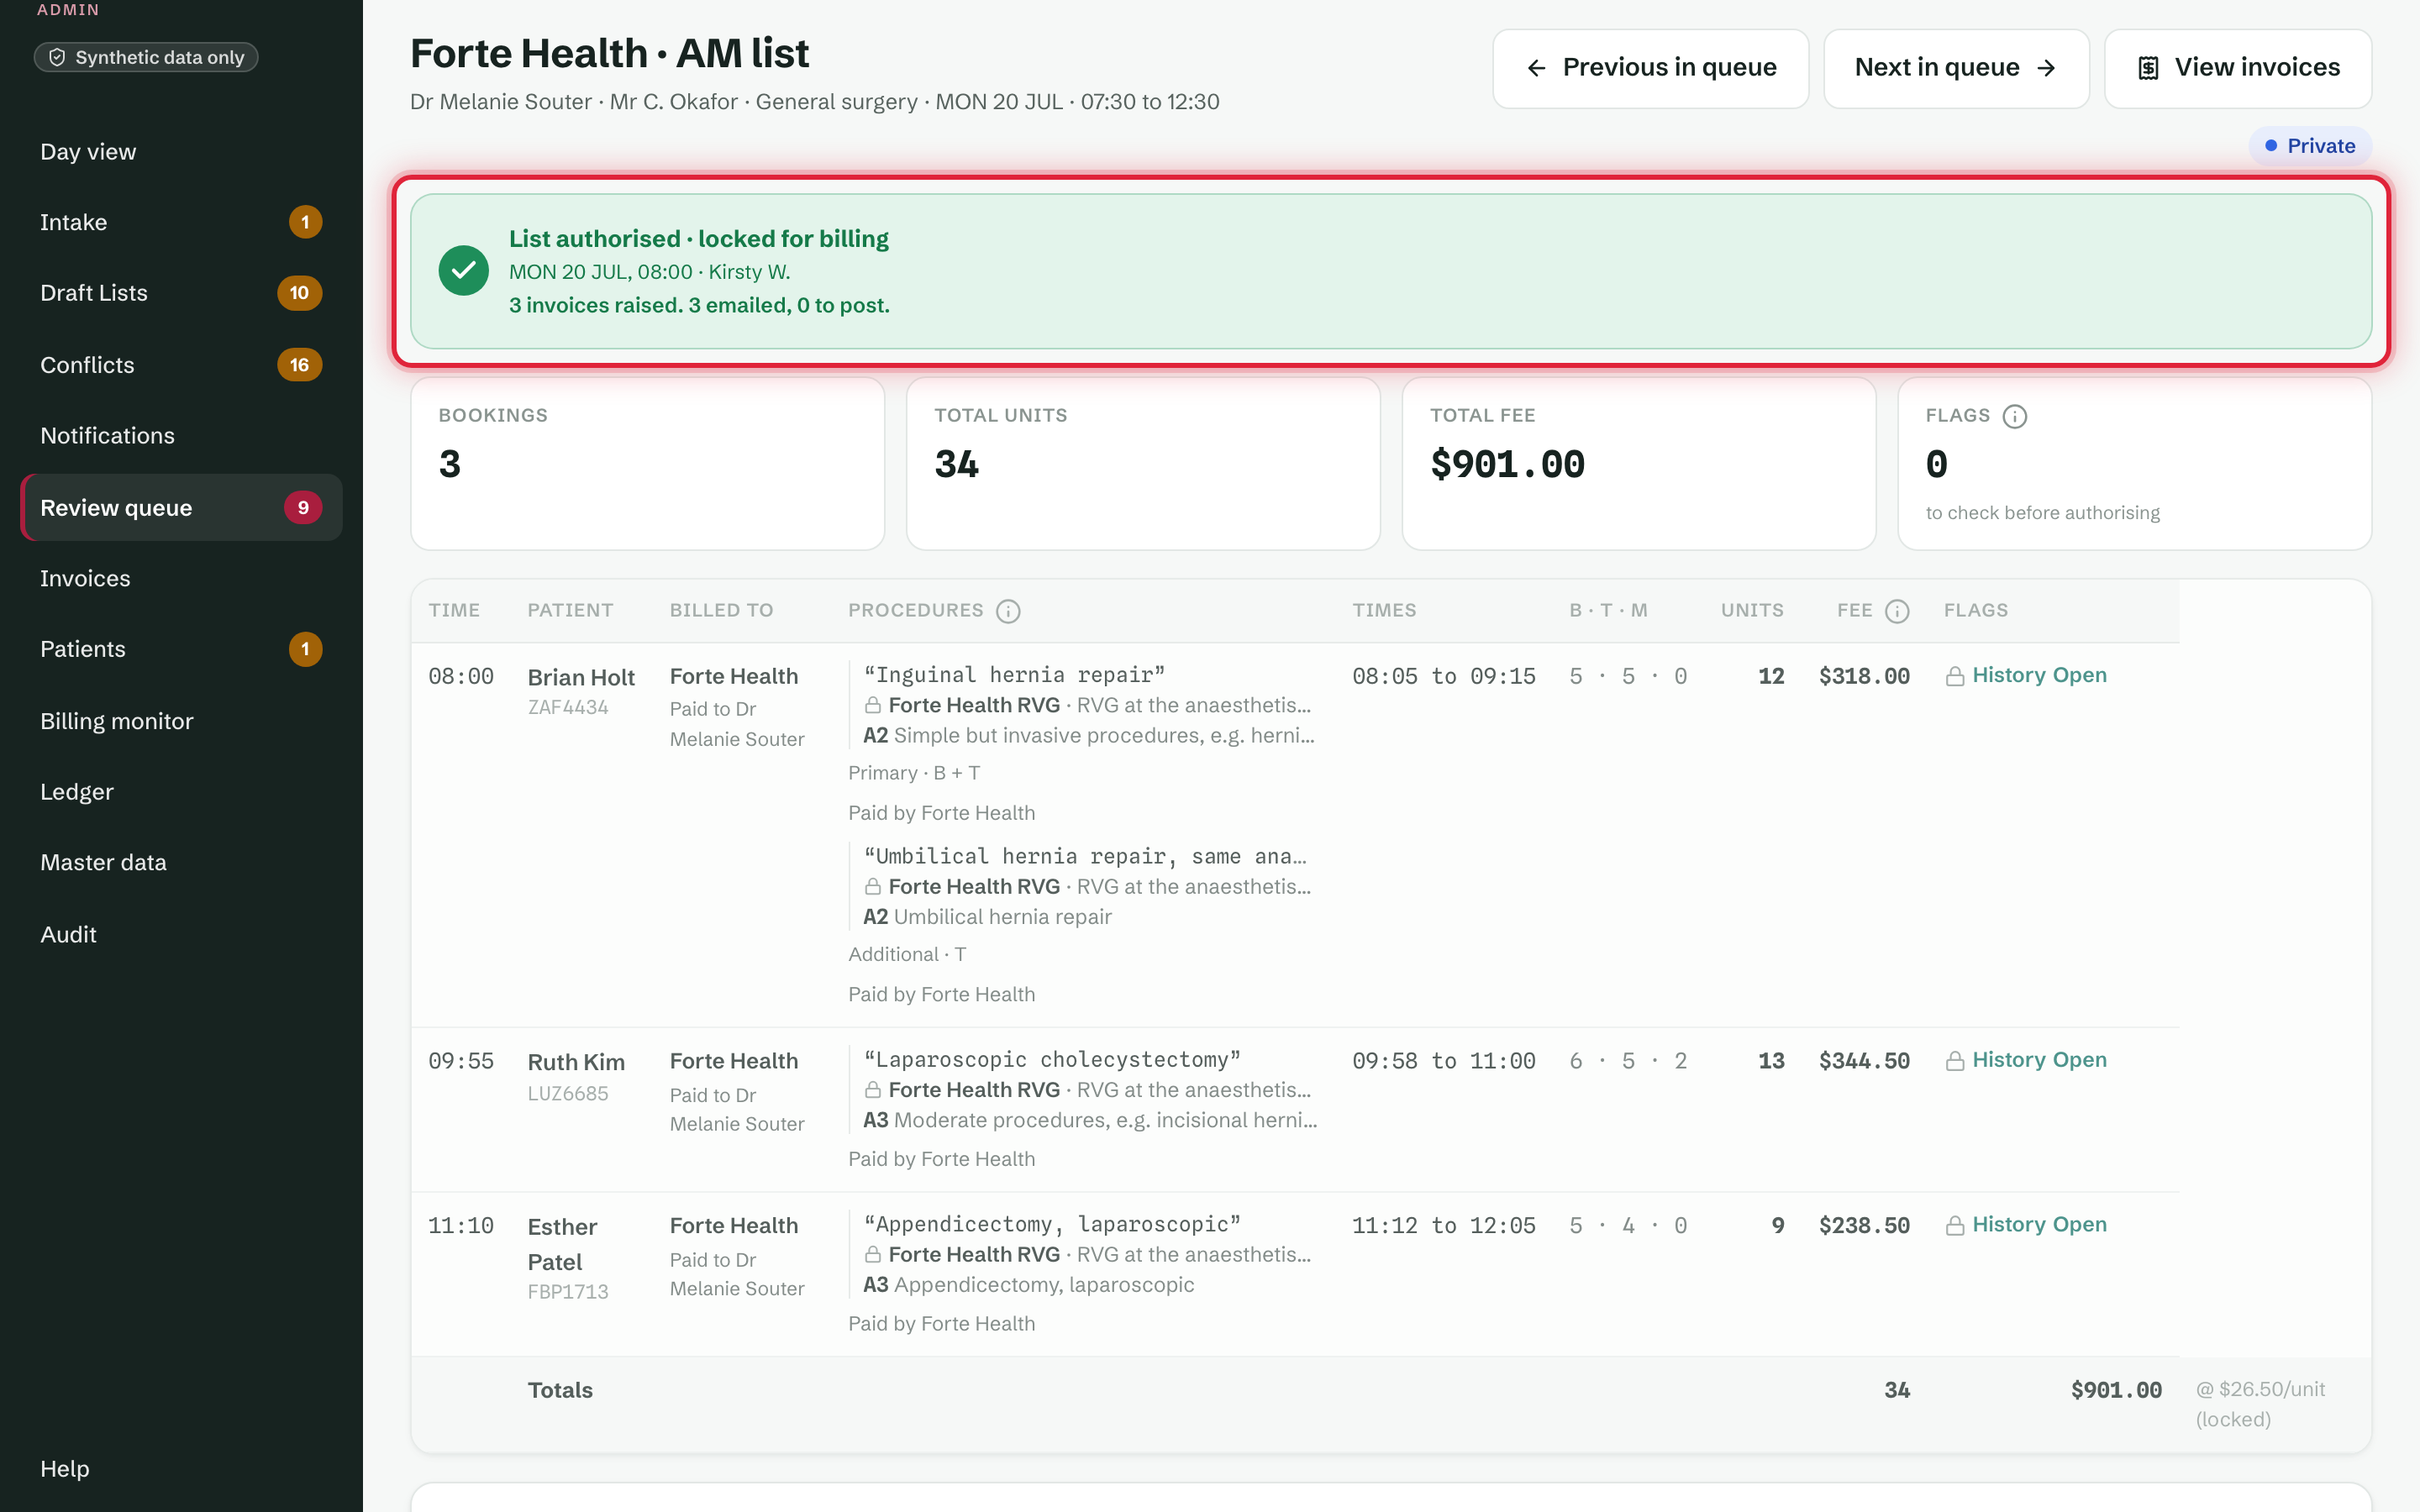 ADMIN
Synthetic data only
Day view
Intake 1
Draft Lists 10
Conflicts 16
Notifications
Review queue 9
Invoices
Patients 1
Billing monitor
Ledger
Master data
Audit
Help
Forte Health · AM list
Dr Melanie Souter · Mr C. Okafor · General surgery · MON 20 JUL · 07:30 to 12:30
← Previous in queue
Next in queue →
View invoices
Private
List authorised · locked for billing
MON 20 JUL, 08:00 · Kirsty W.
3 invoices raised. 3 emailed, 0 to post.
BOOKINGS
3
TOTAL UNITS
34
TOTAL FEE
$901.00
FLAGS
0
to check before authorising
TIME PATIENT BILLED TO PROCEDURES TIMES B · T · M UNITS FEE FLAGS
08:00 Brian Holt Forte Health “Inguinal hernia repair” 08:05 to 09:15 5 · 5 · 0 12 $318.00 History Open
ZAF4434 Paid to Dr Forte Health RVG · RVG at the anaesthetis…
Melanie Souter A2 Simple but invasive procedures, e.g. herni…
Primary · B + T
Paid by Forte Health
“Umbilical hernia repair, same ana…
Forte Health RVG · RVG at the anaesthetis…
A2 Umbilical hernia repair
Additional · T
Paid by Forte Health
09:55 Ruth Kim Forte Health “Laparoscopic cholecystectomy” 09:58 to 11:00 6 · 5 · 2 13 $344.50 History Open
LUZ6685 Paid to Dr Forte Health RVG · RVG at the anaesthetis…
Melanie Souter A3 Moderate procedures, e.g. incisional herni…
Paid by Forte Health
11:10 Esther Forte Health “Appendicectomy, laparoscopic” 11:12 to 12:05 5 · 4 · 0 9 $238.50 History Open
Patel Paid to Dr Forte Health RVG · RVG at the anaesthetis…
FBP1713 Melanie Souter A3 Appendicectomy, laparoscopic
Paid by Forte Health
Totals 34 $901.00 @ $26.50/unit
(locked)